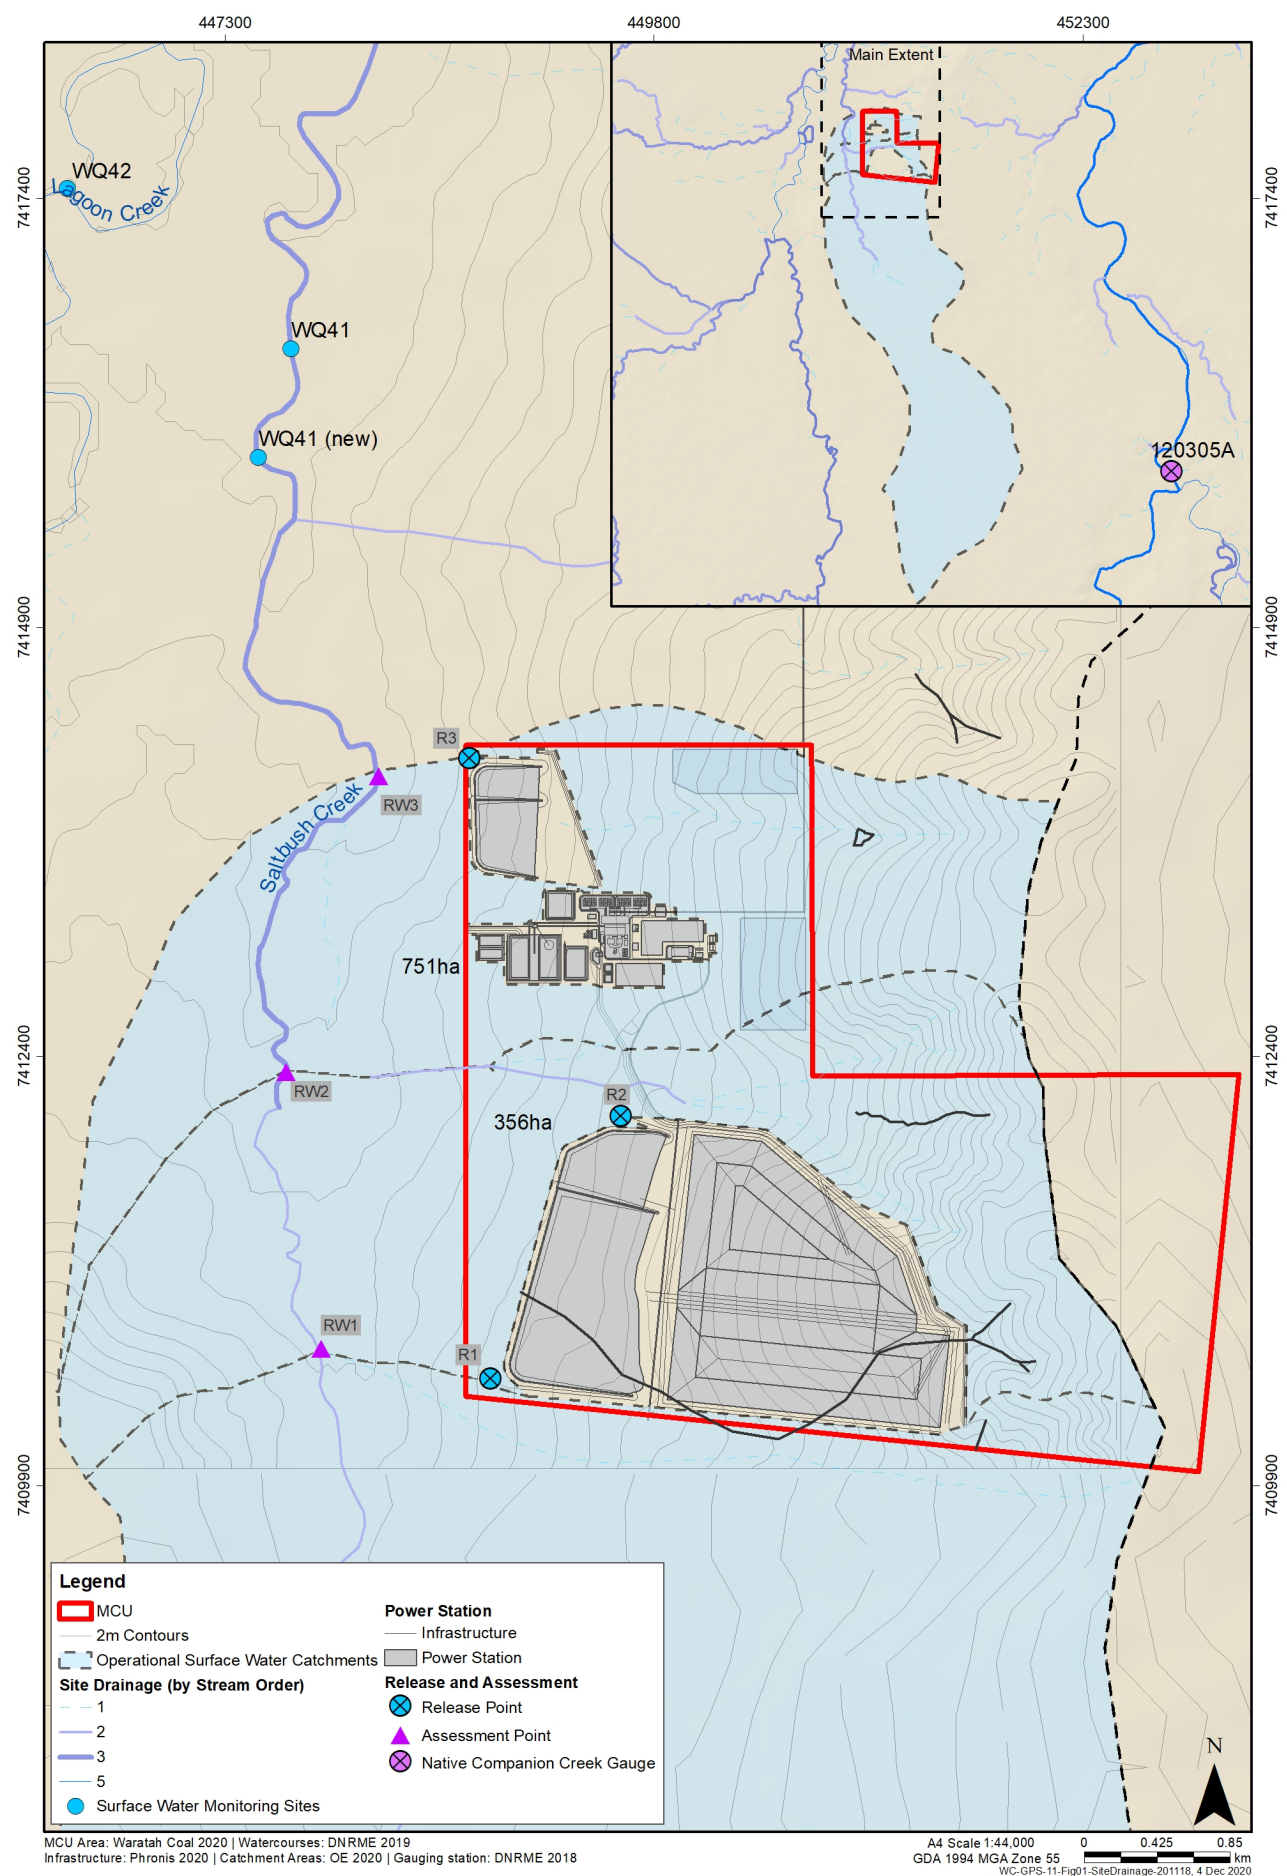 447300
449800
452300
Main Extent
7417400
7417400
WQ42
Lagoon Creek
WQ41
WQ41 (new)
120305A
7414900
7414900
R3
RW3
Saltbush Creek
751ha
7412400
7412400
RW2
R2
356ha
RW1
R1
7409900
7409900
Legend
MCU
2m Contours
Operational Surface Water Catchments
Site Drainage (by Stream Order)
1
2
3
5
Surface Water Monitoring Sites
Power Station
Infrastructure
Power Station
Release and Assessment
Release Point
Assessment Point
Native Companion Creek Gauge
N
MCU Area: Waratah Coal 2020 | Watercourses: DNRME 2019
Infrastructure: Phronis 2020 | Catchment Areas: OE 2020 | Gauging station: DNRME 2018
A4 Scale 1:44,000
GDA 1994 MGA Zone 55
0 0.425 0.85
km
WC-GPS-11-Fig01-SiteDrainage-201118, 4 Dec 2020